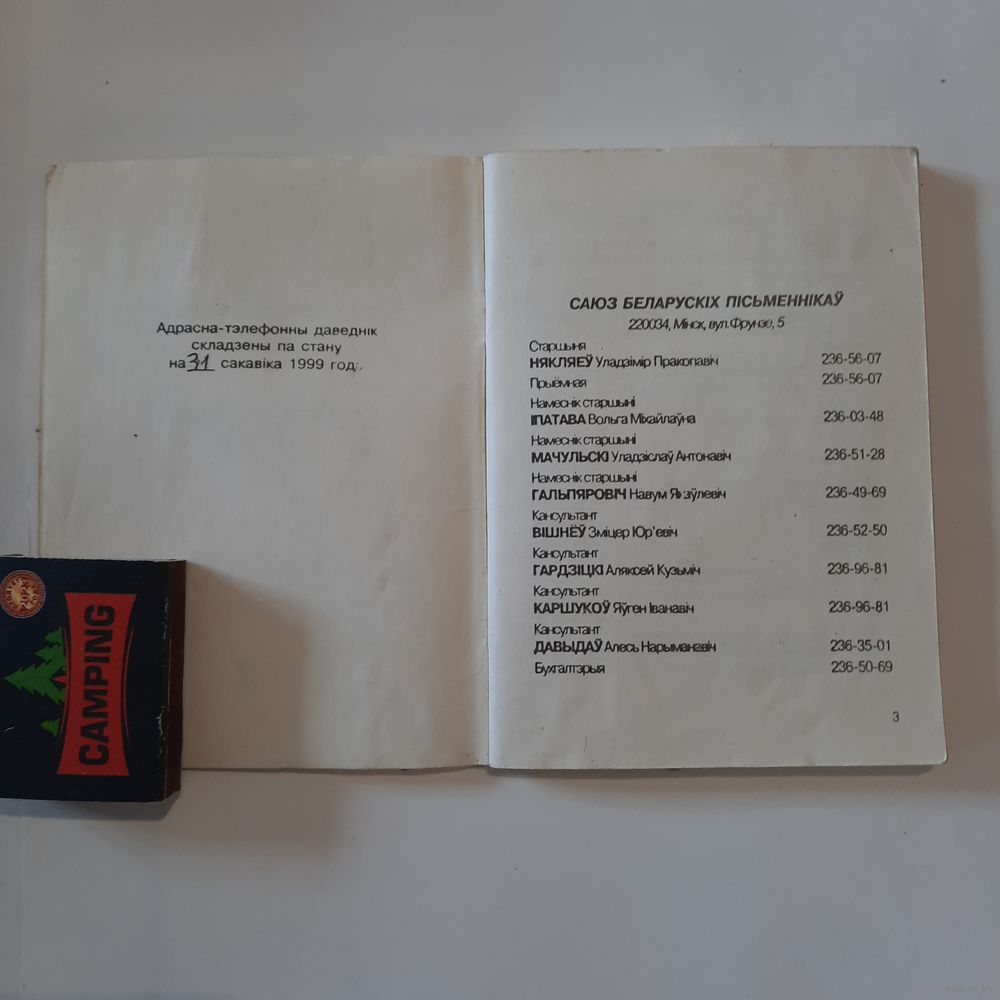 Адрасна-тэлефонны даведнік
складзены па стану
на 31 сакавіка 1999 года.
САЮЗ БЕЛАРУСКІХ ПІСЬМЕННІКАЎ
220034, Мінск, вул. Фрунзе, 5
Старшыня
НЯКЛЯЕЎ Уладзімір Пракопавіч 236-56-07
Прыёмная 236-56-07
Намеснік старшыні
ІПАТАВА Вольга Міхайлаўна 236-03-48
Намеснік старшыні
МАЧУЛЬСКІ Уладзіслаў Антонавіч 236-51-28
Намеснік старшыні
ГАЛЬПЯРОВІЧ Навум Якаўлевіч 236-49-69
Кансультант
ВІШНЁЎ Зміцер Юр'евіч 236-52-50
Кансультант
ГАРДЗІЦКІ Аляксей Кузьміч 236-96-81
Кансультант
КАРШУКОЎ Яўген Іванавіч 236-96-81
Кансультант
ДАВЫДАЎ Алесь Нарыманавіч 236-35-01
Бухгалтэрыя 236-50-69
3
CAMPING
2024
www.ay.by